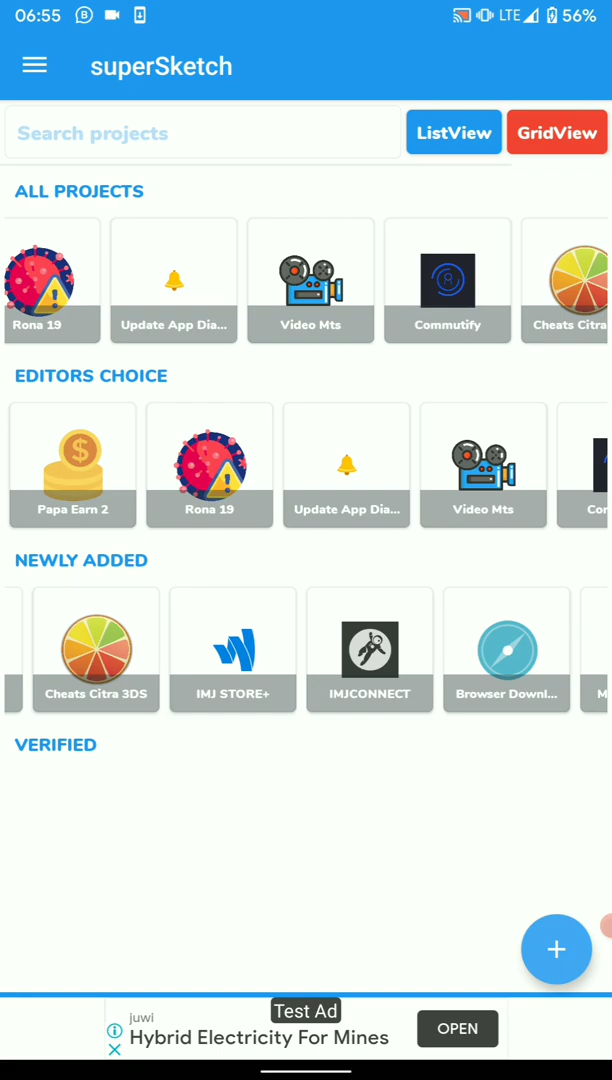 06:55
LTE
56%
superSketch
Search projects
ListView
GridView
ALL PROJECTS
Rona 19
Update App Dia...
Video Mts
Commutify
Cheats Citra
EDITORS CHOICE
Papa Earn 2
Rona 19
Update App Dia...
Video Mts
Con
NEWLY ADDED
Cheats Citra 3DS
IMJ STORE+
IMJCONNECT
Browser Downl...
M
VERIFIED
+
Test Ad
juwi
Hybrid Electricity For Mines
OPEN